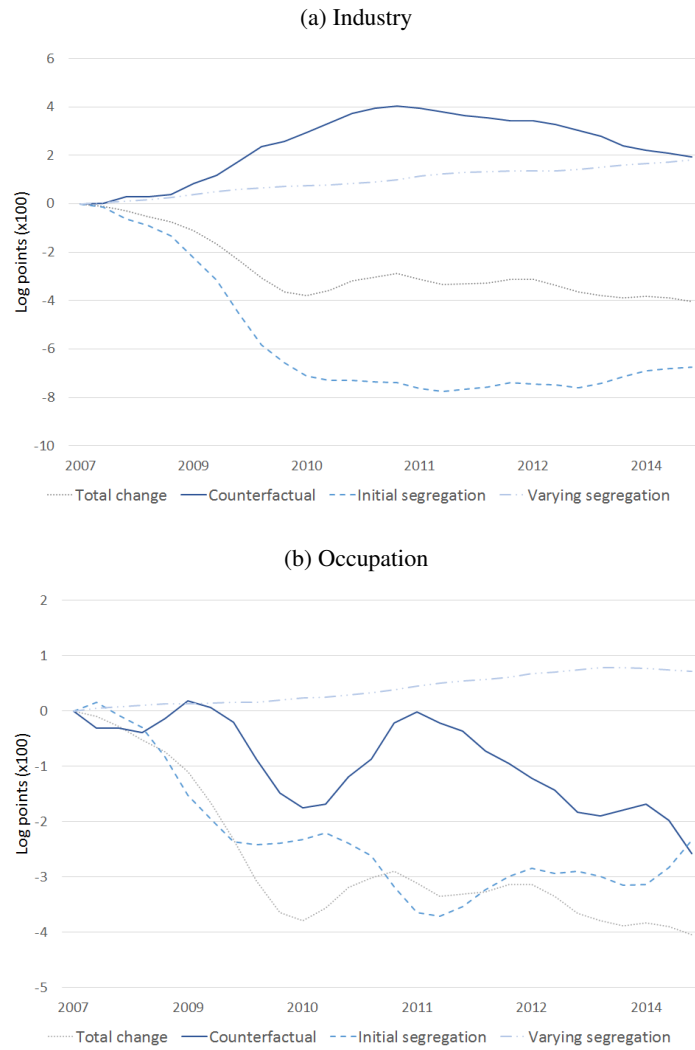 (a) Industry
6
4
2
0
-2
-4
-6
-8
-10
Log points (x100)
2007 2009 2010 2011 2012 2014
Total change Counterfactual Initial segregation Varying segregation
(b) Occupation
2
1
0
-1
-2
-3
-4
-5
Log points (x100)
2007 2009 2010 2011 2012 2014
Total change Counterfactual Initial segregation Varying segregation